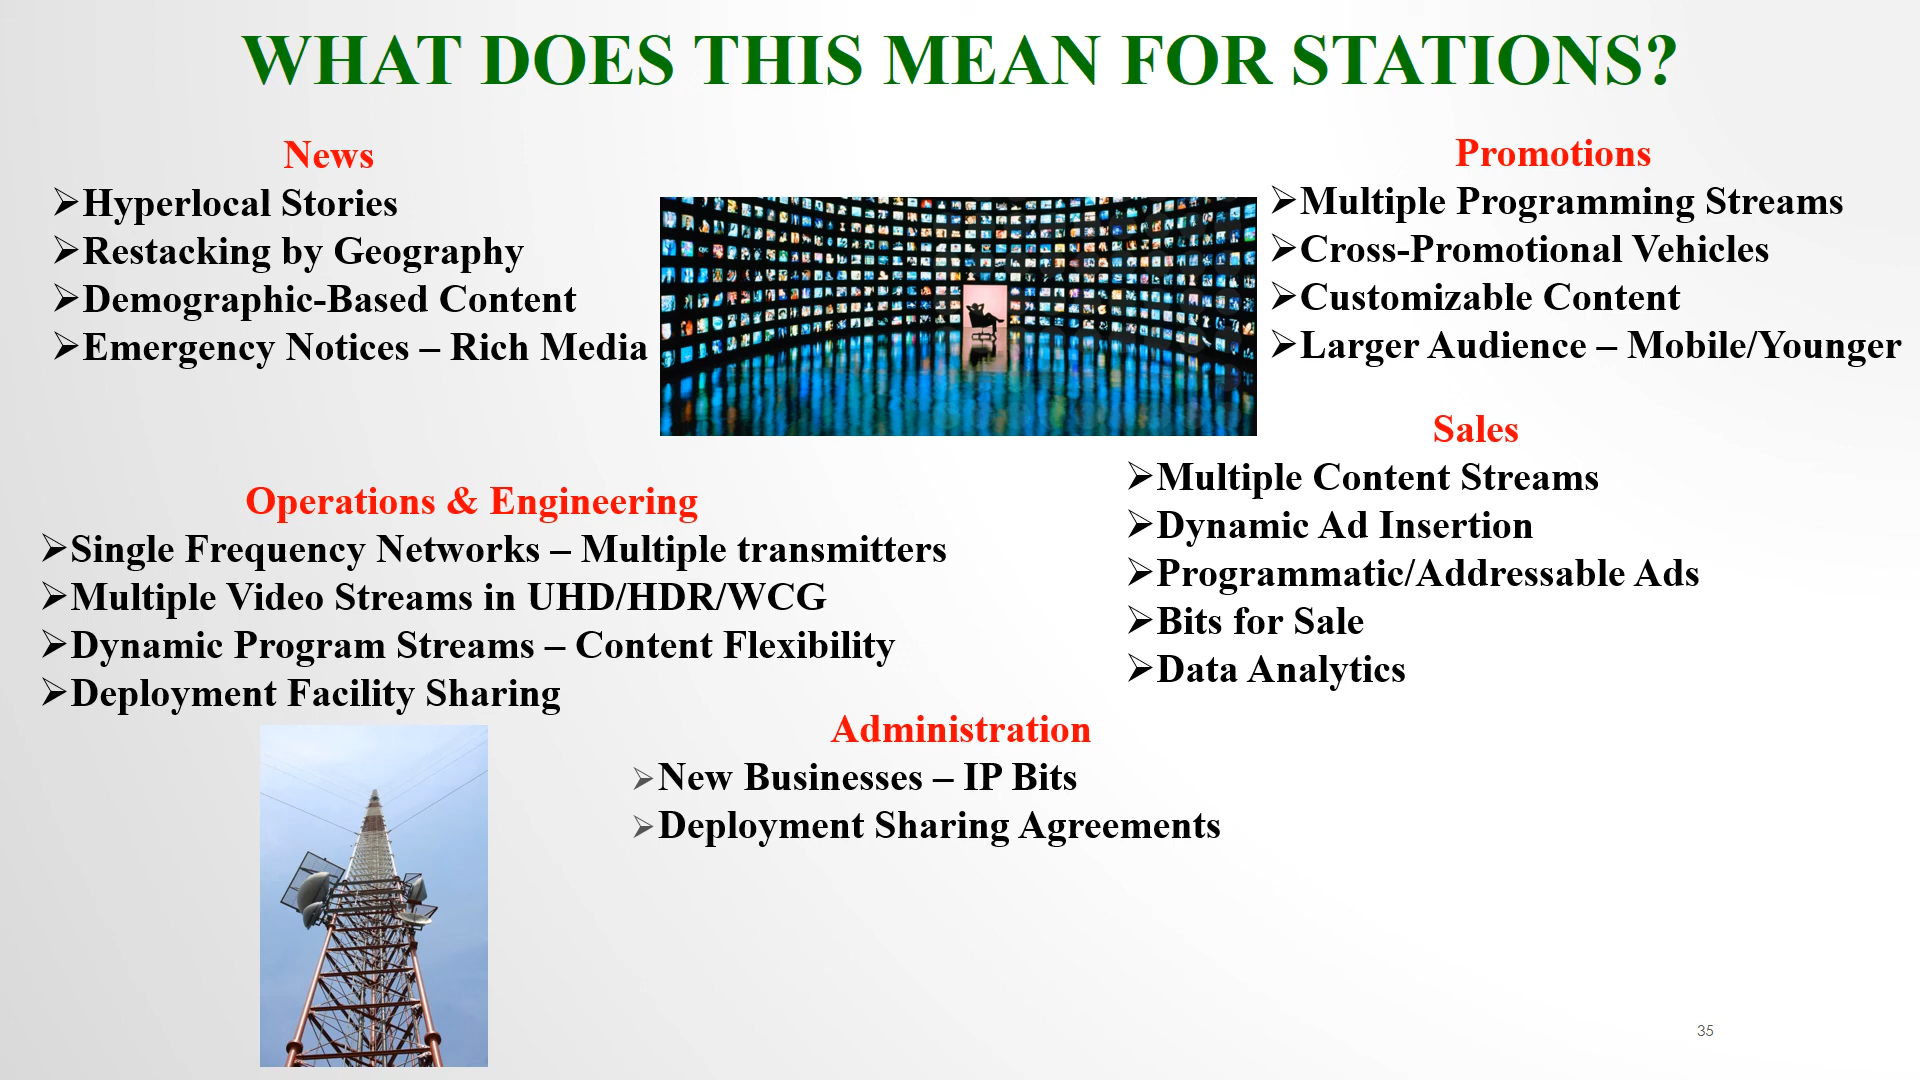 WHAT DOES THIS MEAN FOR STATIONS?
News
➢Hyperlocal Stories
➢Restacking by Geography
➢Demographic-Based Content
➢Emergency Notices – Rich Media
Promotions
➢Multiple Programming Streams
➢Cross-Promotional Vehicles
➢Customizable Content
➢Larger Audience – Mobile/Younger
Operations & Engineering
➢Single Frequency Networks – Multiple transmitters
➢Multiple Video Streams in UHD/HDR/WCG
➢Dynamic Program Streams – Content Flexibility
➢Deployment Facility Sharing
Sales
➢Multiple Content Streams
➢Dynamic Ad Insertion
➢Programmatic/Addressable Ads
➢Bits for Sale
➢Data Analytics
Administration
➢New Businesses – IP Bits
➢Deployment Sharing Agreements
35